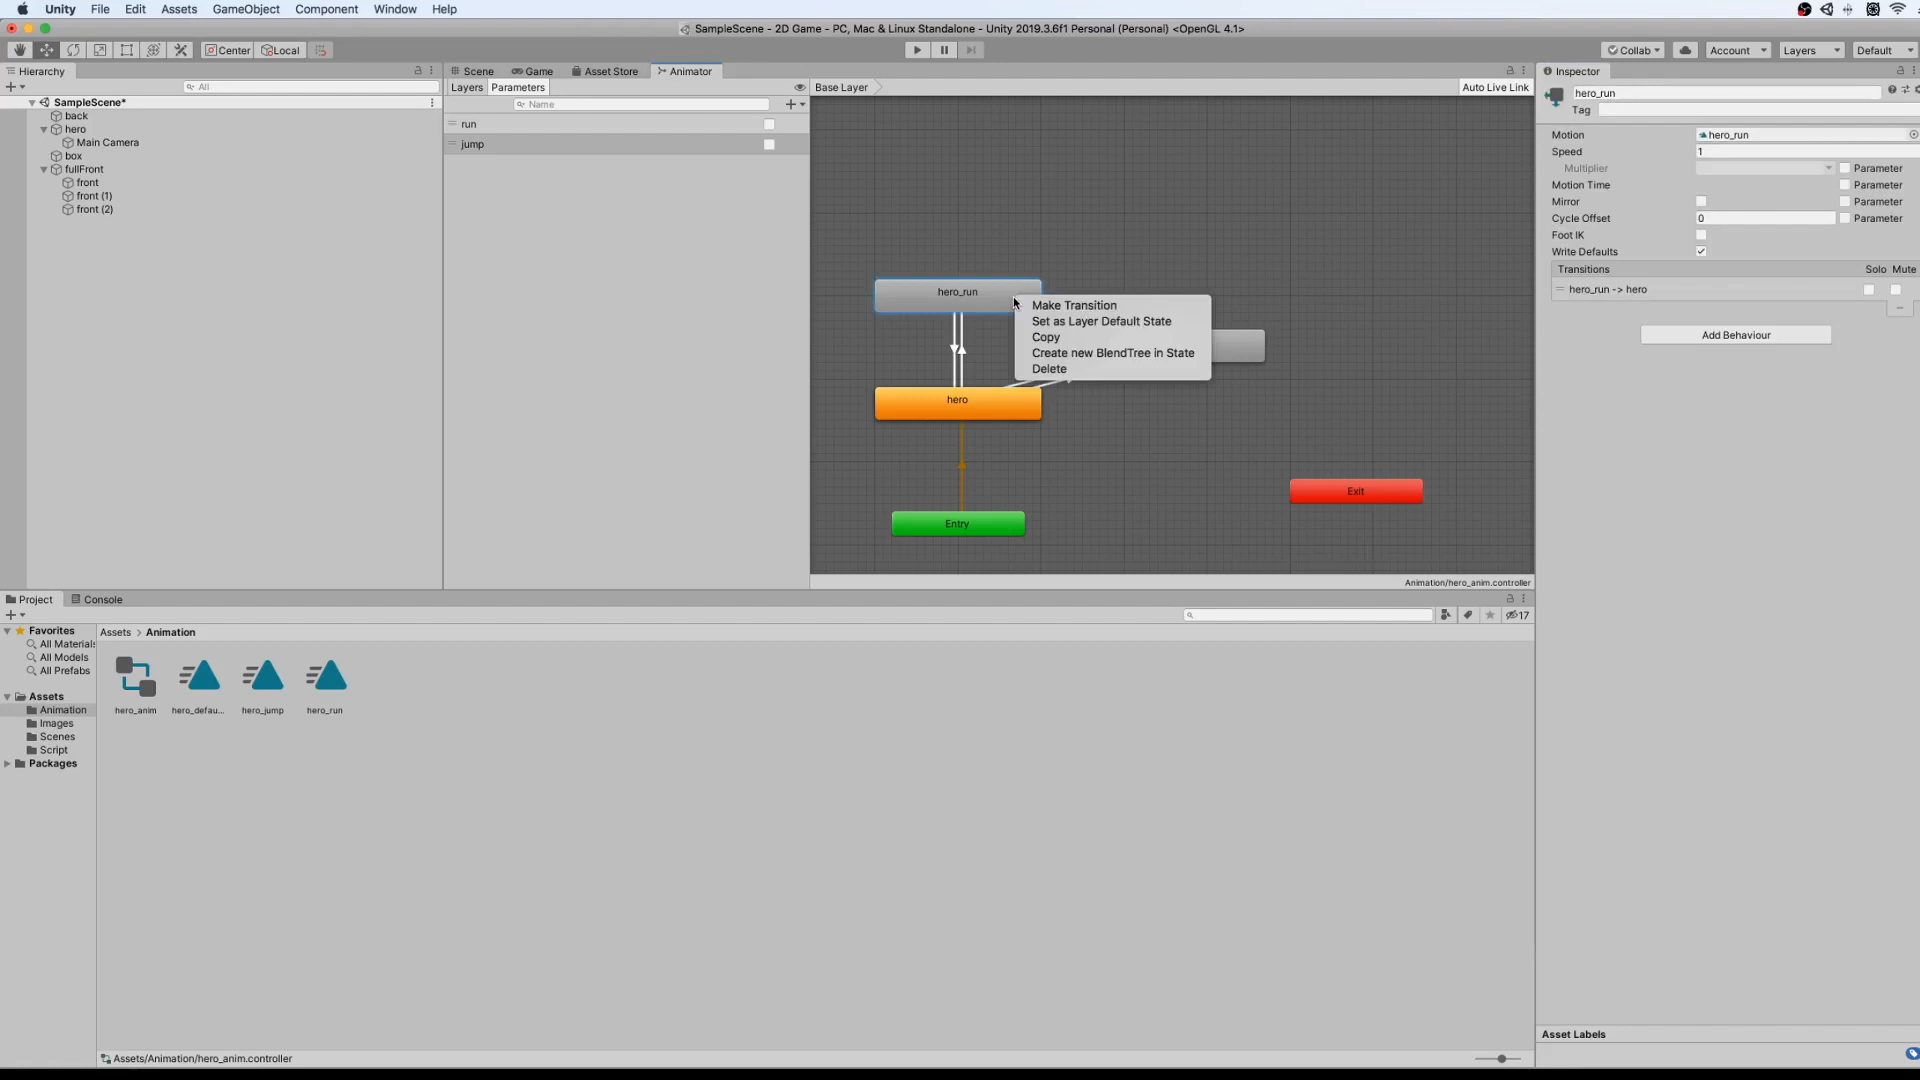 Unity File Edit Assets GameObject Component Window Help
SampleScene - 2D Game - PC, Mac & Linux Standalone - Unity 2019.3.6f1 Personal (Personal) <OpenGL 4.1>
Center Local Collab Account Layers Default
Hierarchy
All
SampleScene*
back
hero
Main Camera
box
fullFront
front
front (1)
front (2)
Scene Game Asset Store Animator
Layers Parameters
Name
run
jump
Base Layer
Auto Live Link
hero_run
Make Transition
Set as Layer Default State
Copy
Create new BlendTree in State
Delete
hero
Entry
Exit
Animation/hero_anim.controller
Inspector
hero_run
Tag
Motion hero_run
Speed 1
Multiplier Parameter
Motion Time Parameter
Mirror Parameter
Cycle Offset 0 Parameter
Foot IK
Write Defaults
Transitions Solo Mute
hero_run -> hero
Add Behaviour
Asset Labels
Project Console
17
Favorites
All Materials
All Models
All Prefabs
Assets
Animation
Images
Scenes
Script
Packages
Assets > Animation
hero_anim hero_defau... hero_jump hero_run
Assets/Animation/hero_anim.controller